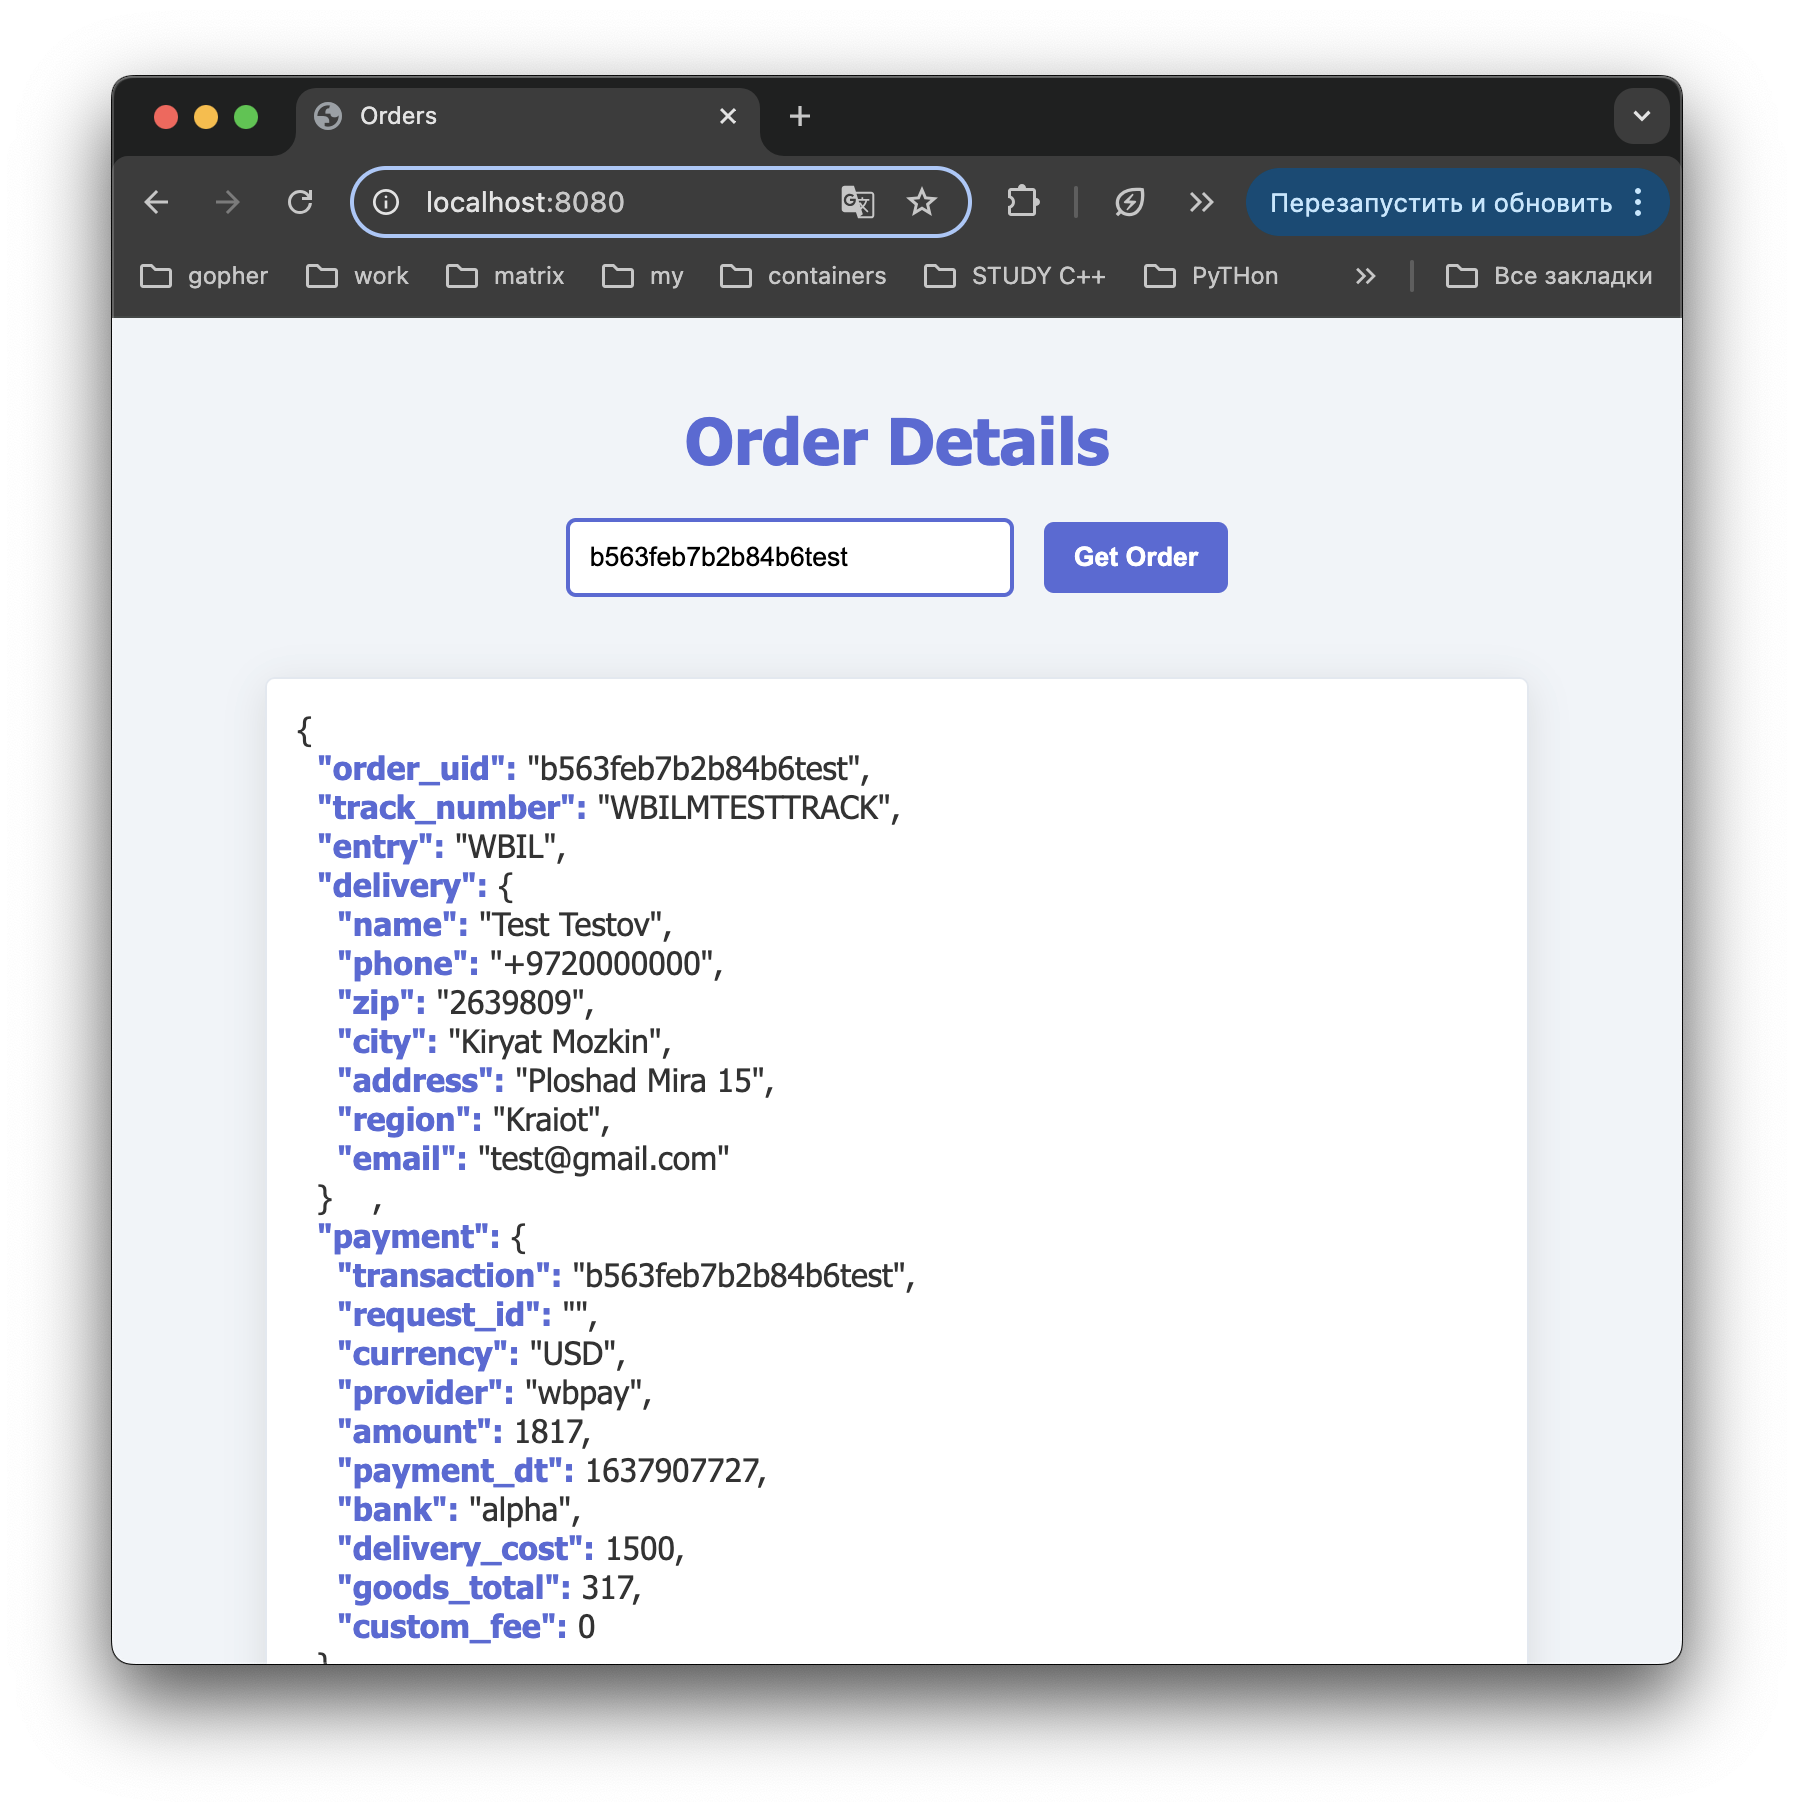 Orders
localhost:8080
Перезапустить и обновить
gopher work matrix my containers STUDY C++ PyTHon Все закладки
Order Details
b563feb7b2b84b6test Get Order
{
"order_uid": "b563feb7b2b84b6test",
"track_number": "WBILMTESTTRACK",
"entry": "WBIL",
"delivery": {
"name": "Test Testov",
"phone": "+9720000000",
"zip": "2639809",
"city": "Kiryat Mozkin",
"address": "Ploshad Mira 15",
"region": "Kraiot",
"email": "test@gmail.com"
} ,
"payment": {
"transaction": "b563feb7b2b84b6test",
"request_id": "",
"currency": "USD",
"provider": "wbpay",
"amount": 1817,
"payment_dt": 1637907727,
"bank": "alpha",
"delivery_cost": 1500,
"goods_total": 317,
"custom_fee": 0
}